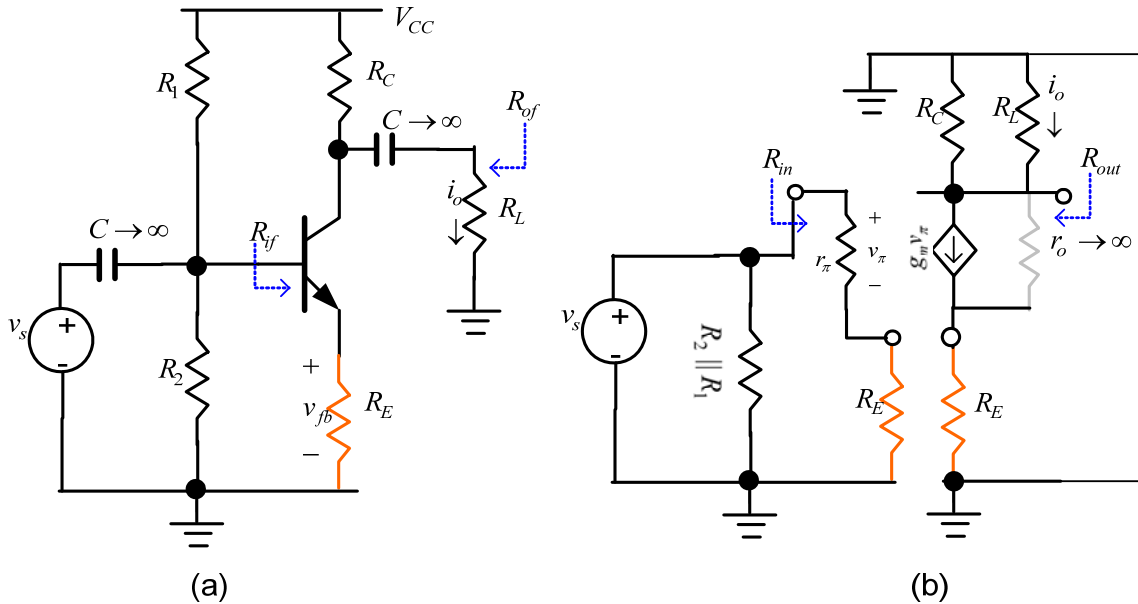 V_CC
R_1
R_C
C → ∞
R_of
i_o
R_L
C → ∞
R_if
v_s
+
-
R_2
+
v_fb
−
R_E
(a)
R_C
R_L
i_o
R_in
R_out
+
v_π
−
r_π
g_m v_π
r_o → ∞
v_s
+
-
R_2 || R_1
R_E
R_E
(b)